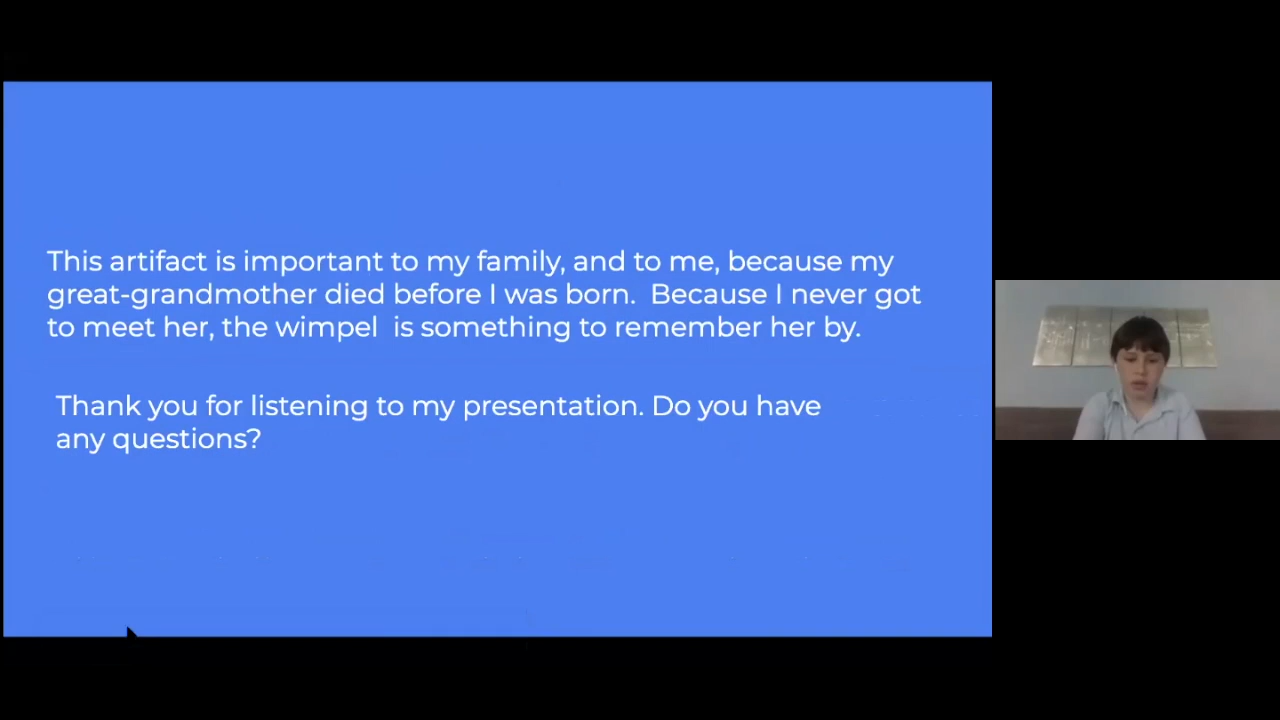 This artifact is important to my family, and to me, because my
great-grandmother died before I was born.  Because I never got
to meet her, the wimpel  is something to remember her by.
Thank you for listening to my presentation. Do you have
any questions?